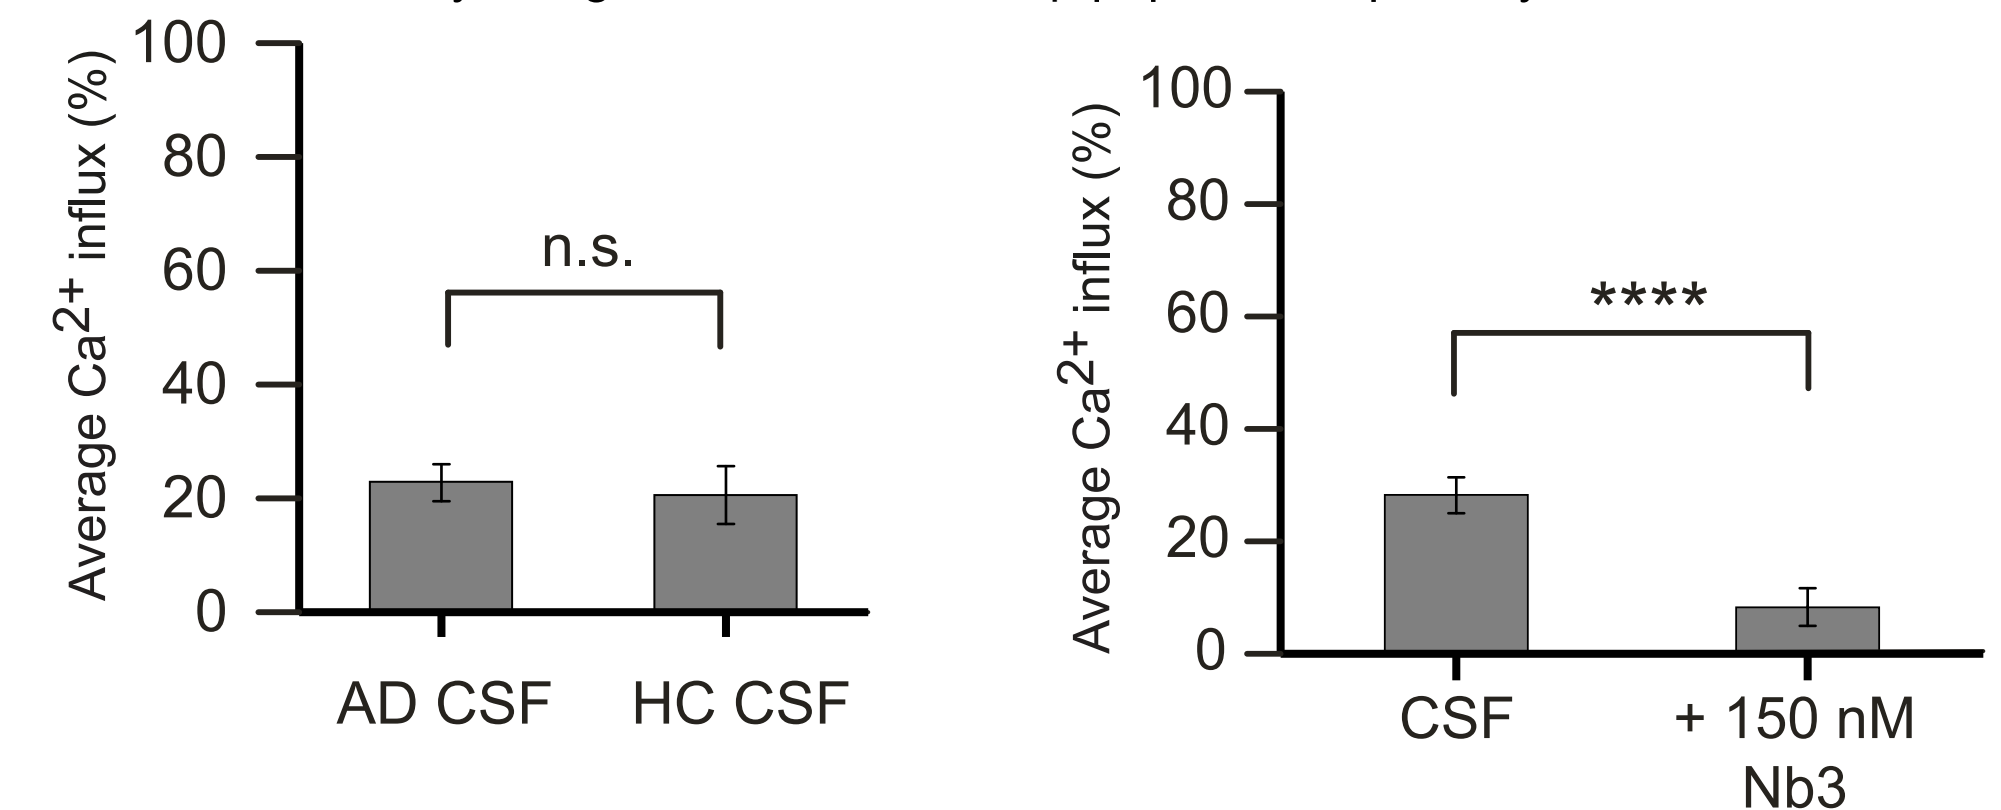 100
80
60
40
20
0
Average Ca2+ influx (%)
n.s.
AD CSF
HC CSF
100
80
60
40
20
0
Average Ca2+ influx (%)
****
CSF
+ 150 nM
Nb3